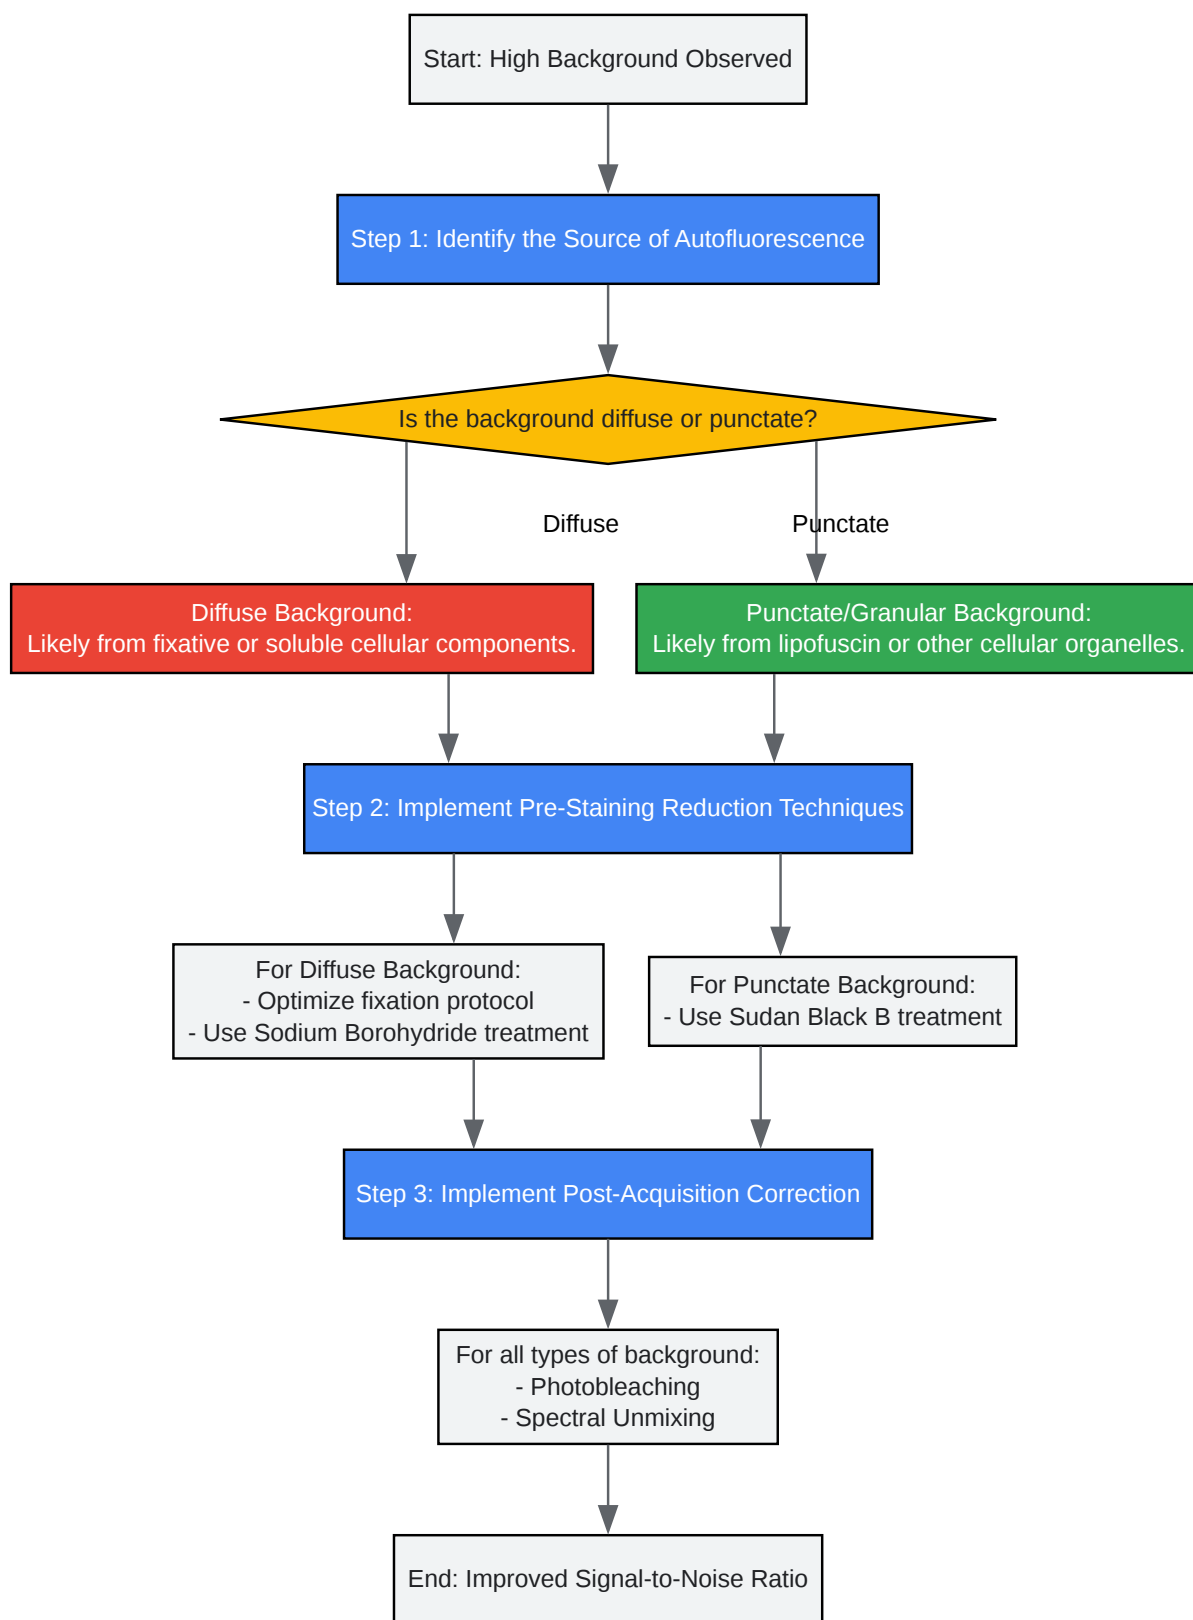 Start: High Background Observed
Step 1: Identify the Source of Autofluorescence
Is the background diffuse or punctate?
Diffuse
Punctate
Diffuse Background:
Likely from fixative or soluble cellular components.
Punctate/Granular Background:
Likely from lipofuscin or other cellular organelles.
Step 2: Implement Pre-Staining Reduction Techniques
For Diffuse Background:
- Optimize fixation protocol
- Use Sodium Borohydride treatment
For Punctate Background:
- Use Sudan Black B treatment
Step 3: Implement Post-Acquisition Correction
For all types of background:
- Photobleaching
- Spectral Unmixing
End: Improved Signal-to-Noise Ratio